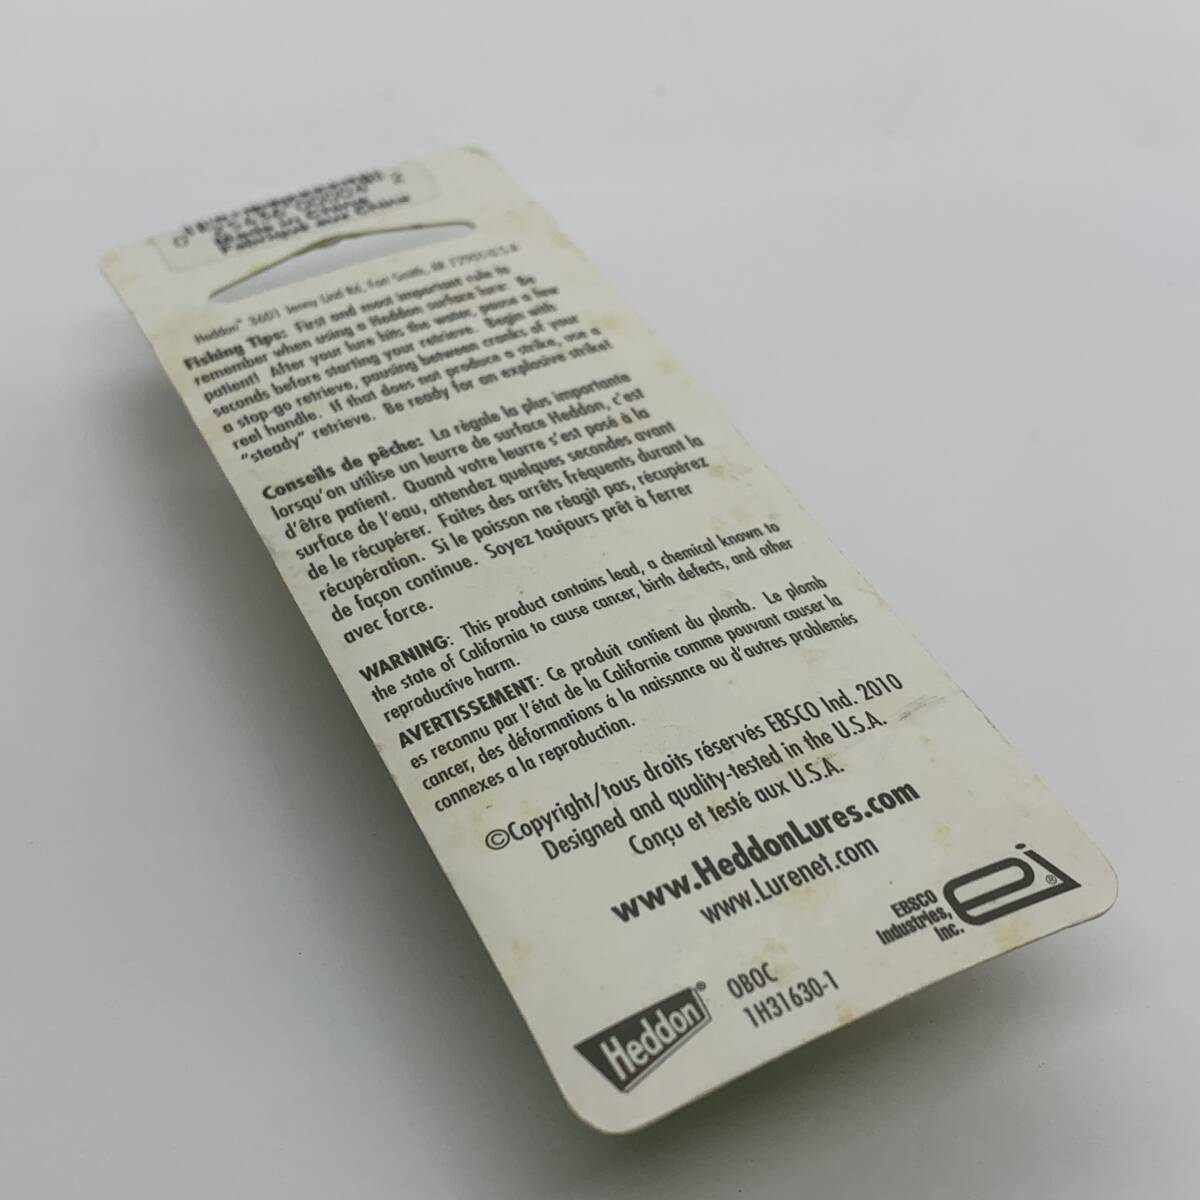 Made in China
Fabriqué aux Chine
Heddon® 3601 Jenny Lind Rd, Fort Smith, AR 72901-U.S.A
Fishing Tips: First and most important rule to
remember when using a Heddon surface lure: Be
patient! After your lure hits the water, pause a few
seconds before starting your retrieve. Begin with
a stop-go retrieve, pausing between cranks of your
reel handle. If that does not produce a strike, use a
"steady" retrieve. Be ready for an explosive strike!
Conseils de pêche: La régale la plus importante
lorsqu'on utilise un leurre de surface Heddon, c'est
d'être patient. Quand votre leurre s'est posé à la
surface de l'eau, attendez quelques secondes avant
de le récupérer. Faites des arrêts fréquents durant la
récupération. Si le poisson ne réagit pas, récupérez
de façon continue. Soyez toujours prêt à ferrer
avec force.
WARNING: This product contains lead, a chemical known to
the state of California to cause cancer, birth defects, and other
reproductive harm.
AVERTISSEMENT: Ce produit contient du plomb. Le plomb
es reconnu par l'état de la Californie comme pouvant causer la
cancer, des déformations á la naissance ou d'autres problemés
connexes a la reproduction.
©Copyright/tous droits réservés EBSCO Ind. 2010
Designed and quality-tested in the U.S.A.
Conçu et testé aux U.S.A.
www.HeddonLures.com
www.Lurenet.com
EBSCO
Industries,
Inc.
ei®
Heddon®
OBOC
1H31630-1